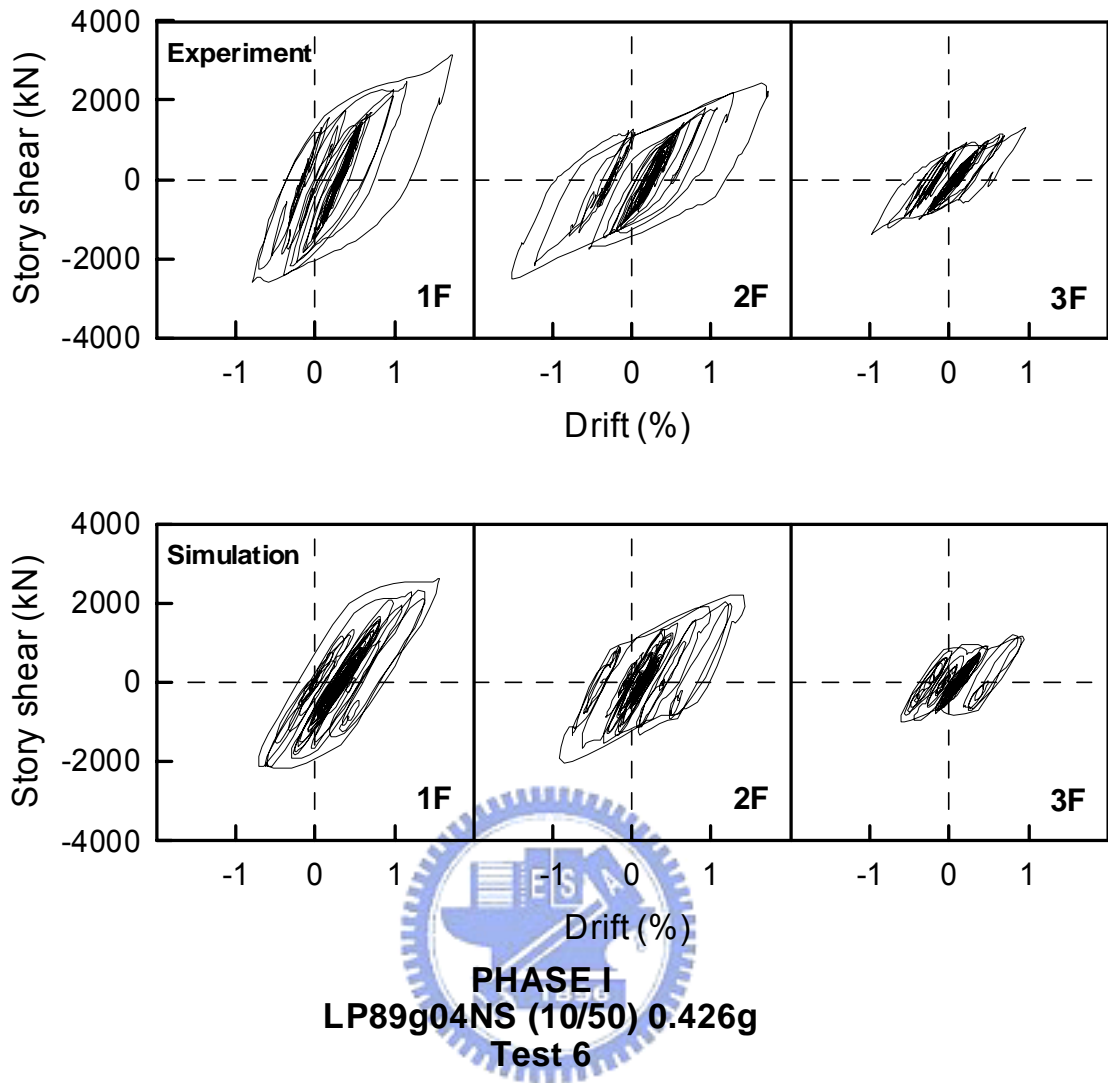 4000
2000
0
-2000
-4000
Story shear (kN)
Experiment
1F
2F
3F
-1 0 1 -1 0 1 -1 0 1
Drift (%)
4000
2000
0
-2000
-4000
Story shear (kN)
Simulation
1F
2F
3F
-1 0 1 -1 0 1 -1 0 1
E S A
Drift (%)
PHASE I
1896
LP89g04NS (10/50) 0.426g
Test 6